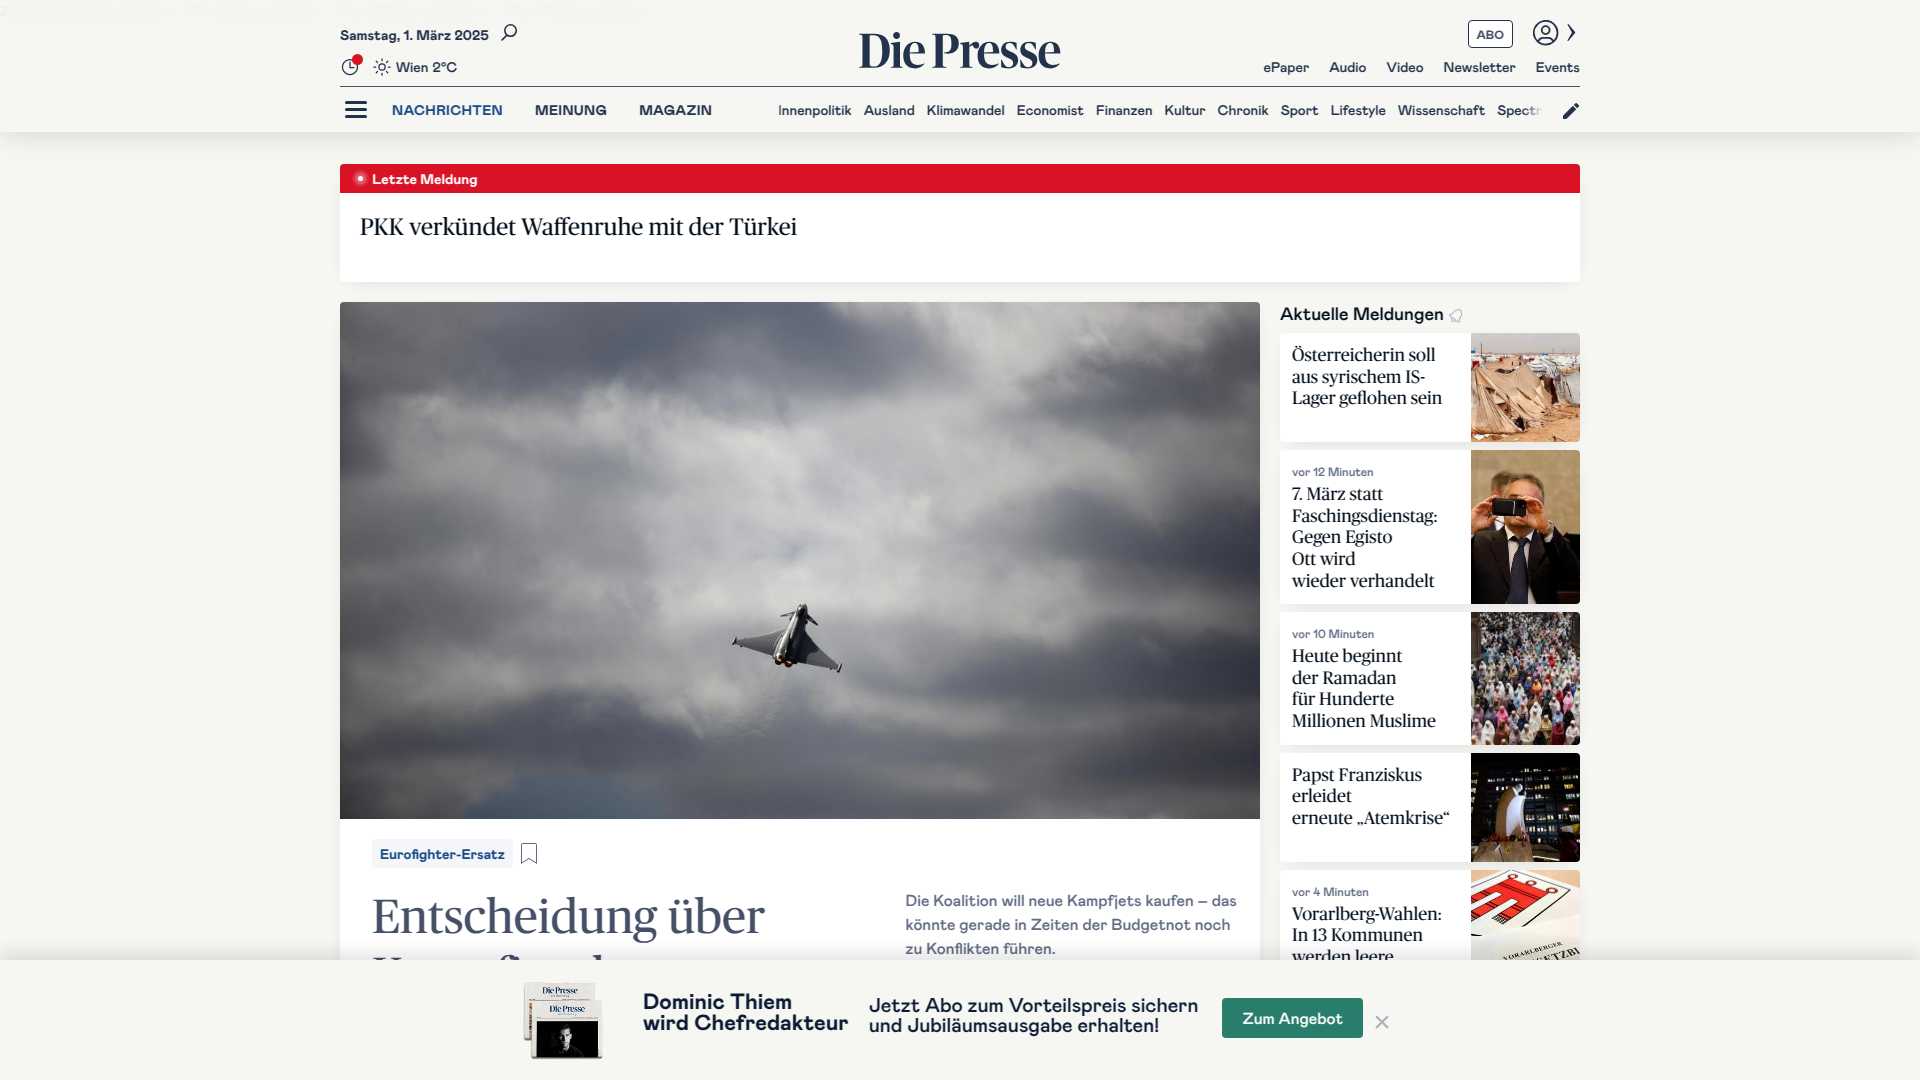 Samstag, 1. März 2025
Wien 2°C
Die Presse
ABO
ePaper Audio Video Newsletter Events
NACHRICHTEN MEINUNG MAGAZIN
Innenpolitik Ausland Klimawandel Economist Finanzen Kultur Chronik Sport Lifestyle Wissenschaft Spectr
Letzte Meldung
PKK verkündet Waffenruhe mit der Türkei
Eurofighter-Ersatz
Entscheidung über
Die Koalition will neue Kampfjets kaufen – das
könnte gerade in Zeiten der Budgetnot noch
zu Konflikten führen.
Aktuelle Meldungen
Österreicherin soll
aus syrischem IS-
Lager geflohen sein
vor 12 Minuten
7. März statt
Faschingsdienstag:
Gegen Egisto
Ott wird
wieder verhandelt
vor 10 Minuten
Heute beginnt
der Ramadan
für Hunderte
Millionen Muslime
Papst Franziskus
erleidet
erneute „Atemkrise“
vor 4 Minuten
Vorarlberg-Wahlen:
In 13 Kommunen
werden leere
VORARLBERGER
Die Presse
Die Presse
Dominic Thiem
wird Chefredakteur
Jetzt Abo zum Vorteilspreis sichern
und Jubiläumsausgabe erhalten!
Zum Angebot